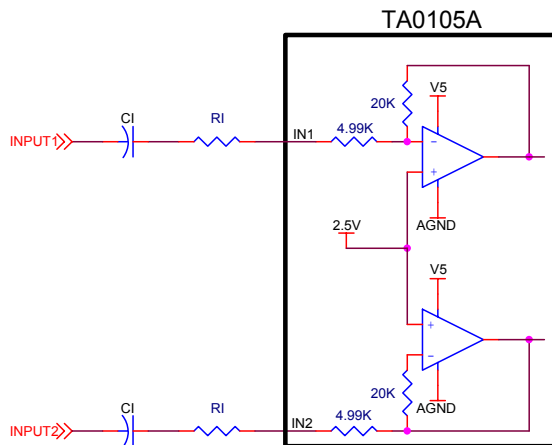 TA0105A
V5
20K
CI
RI
INPUT1
IN1
4.99K
-
+
AGND
2.5V
V5
+
-
20K
AGND
CI
RI
INPUT2
IN2
4.99K